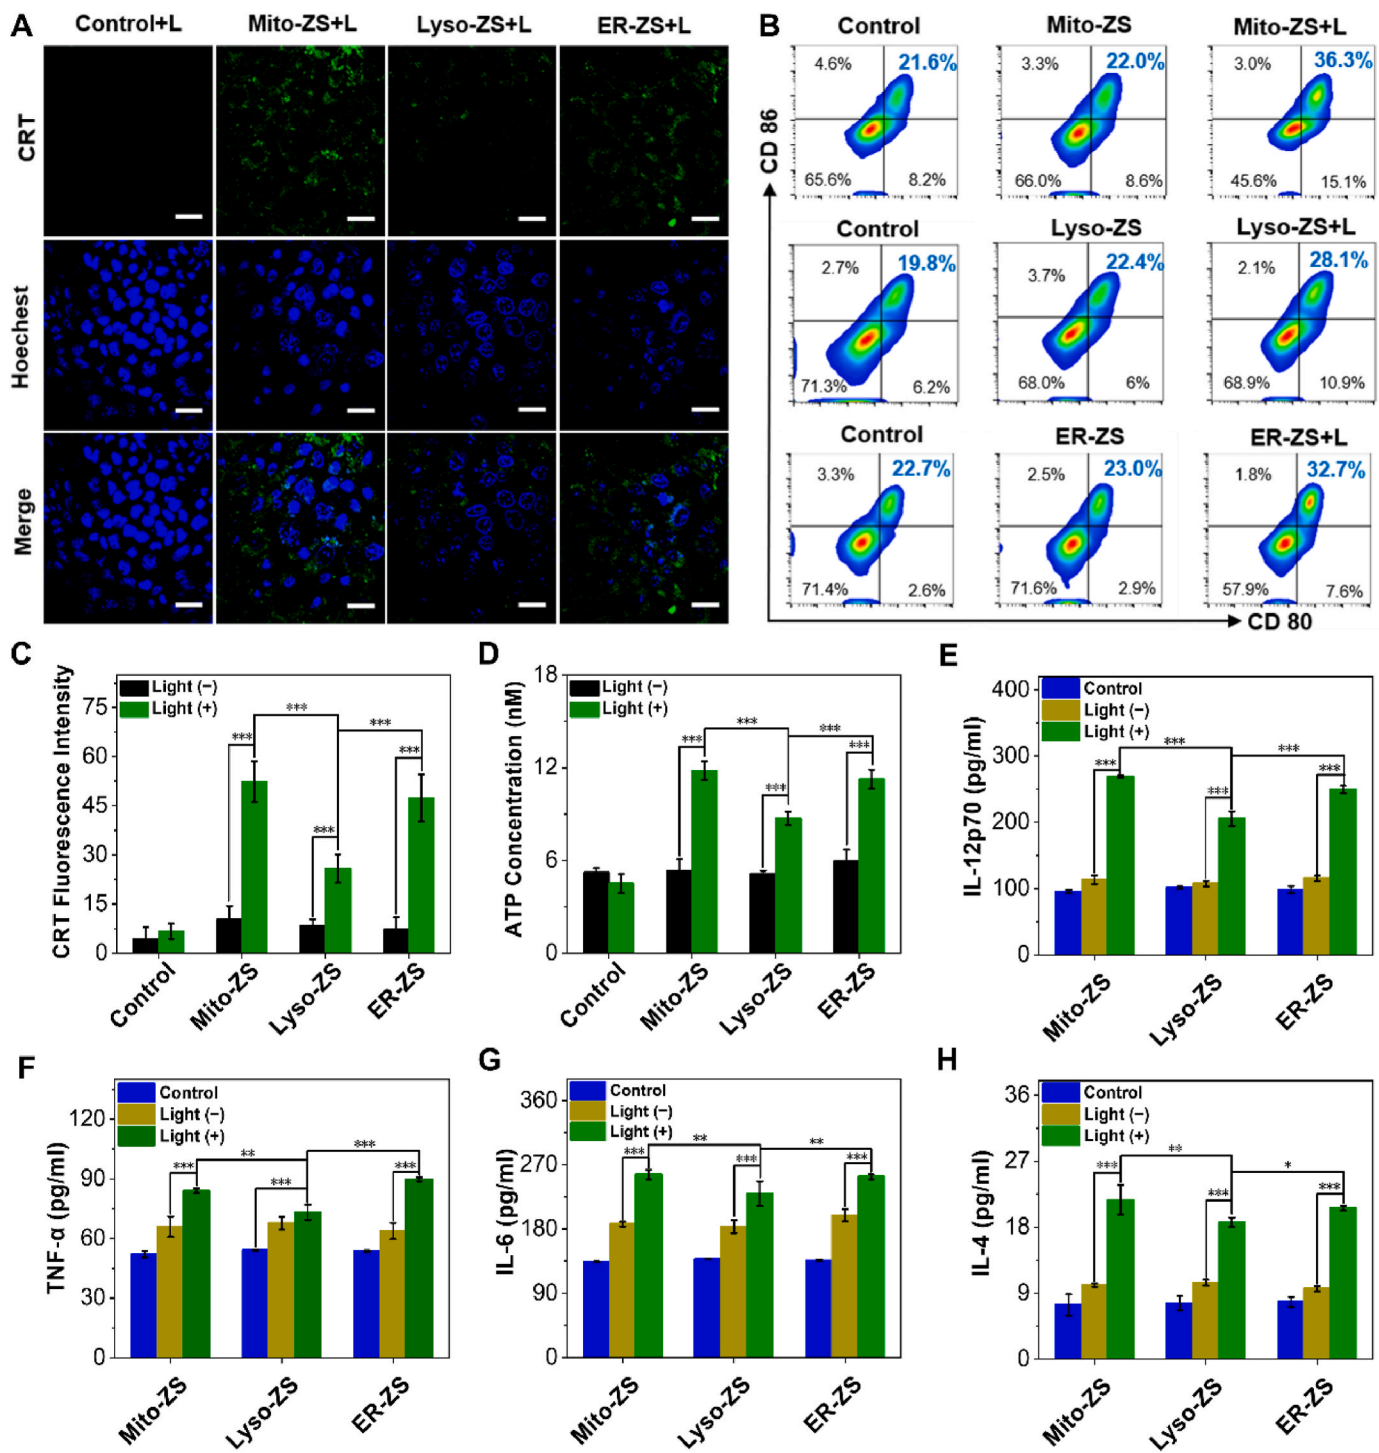 A
Control+L Mito-ZS+L Lyso-ZS+L ER-ZS+L
CRT
Hoechest
Merge
B
Control Mito-ZS Mito-ZS+L
4.6% 21.6% 3.3% 22.0% 3.0% 36.3%
65.6% 8.2% 66.0% 8.6% 45.6% 15.1%
Control Lyso-ZS Lyso-ZS+L
2.7% 19.8% 3.7% 22.4% 2.1% 28.1%
71.3% 6.2% 68.0% 6% 68.9% 10.9%
Control ER-ZS ER-ZS+L
3.3% 22.7% 2.5% 23.0% 1.8% 32.7%
71.4% 2.6% 71.6% 2.9% 57.9% 7.6%
CD 86
CD 80
C
CRT Fluorescence Intensity
75
60
45
30
15
0
Light (−)
Light (+)
*** *** *** *** ***
Control Mito-ZS Lyso-ZS ER-ZS
D
ATP Concentration (nM)
18
12
6
0
Light (−)
Light (+)
*** *** *** *** ***
Control Mito-ZS Lyso-ZS ER-ZS
E
IL-12p70 (pg/ml)
400
300
200
100
0
Control
Light (−)
Light (+)
*** *** *** *** ***
Mito-ZS Lyso-ZS ER-ZS
F
TNF-α (pg/ml)
120
90
60
30
0
Control
Light (−)
Light (+)
*** ** *** *** ***
Mito-ZS Lyso-ZS ER-ZS
G
IL-6 (pg/ml)
360
270
180
90
0
Control
Light (−)
Light (+)
*** ** *** ** ***
Mito-ZS Lyso-ZS ER-ZS
H
IL-4 (pg/ml)
36
27
18
9
0
Control
Light (−)
Light (+)
*** ** *** * ***
Mito-ZS Lyso-ZS ER-ZS